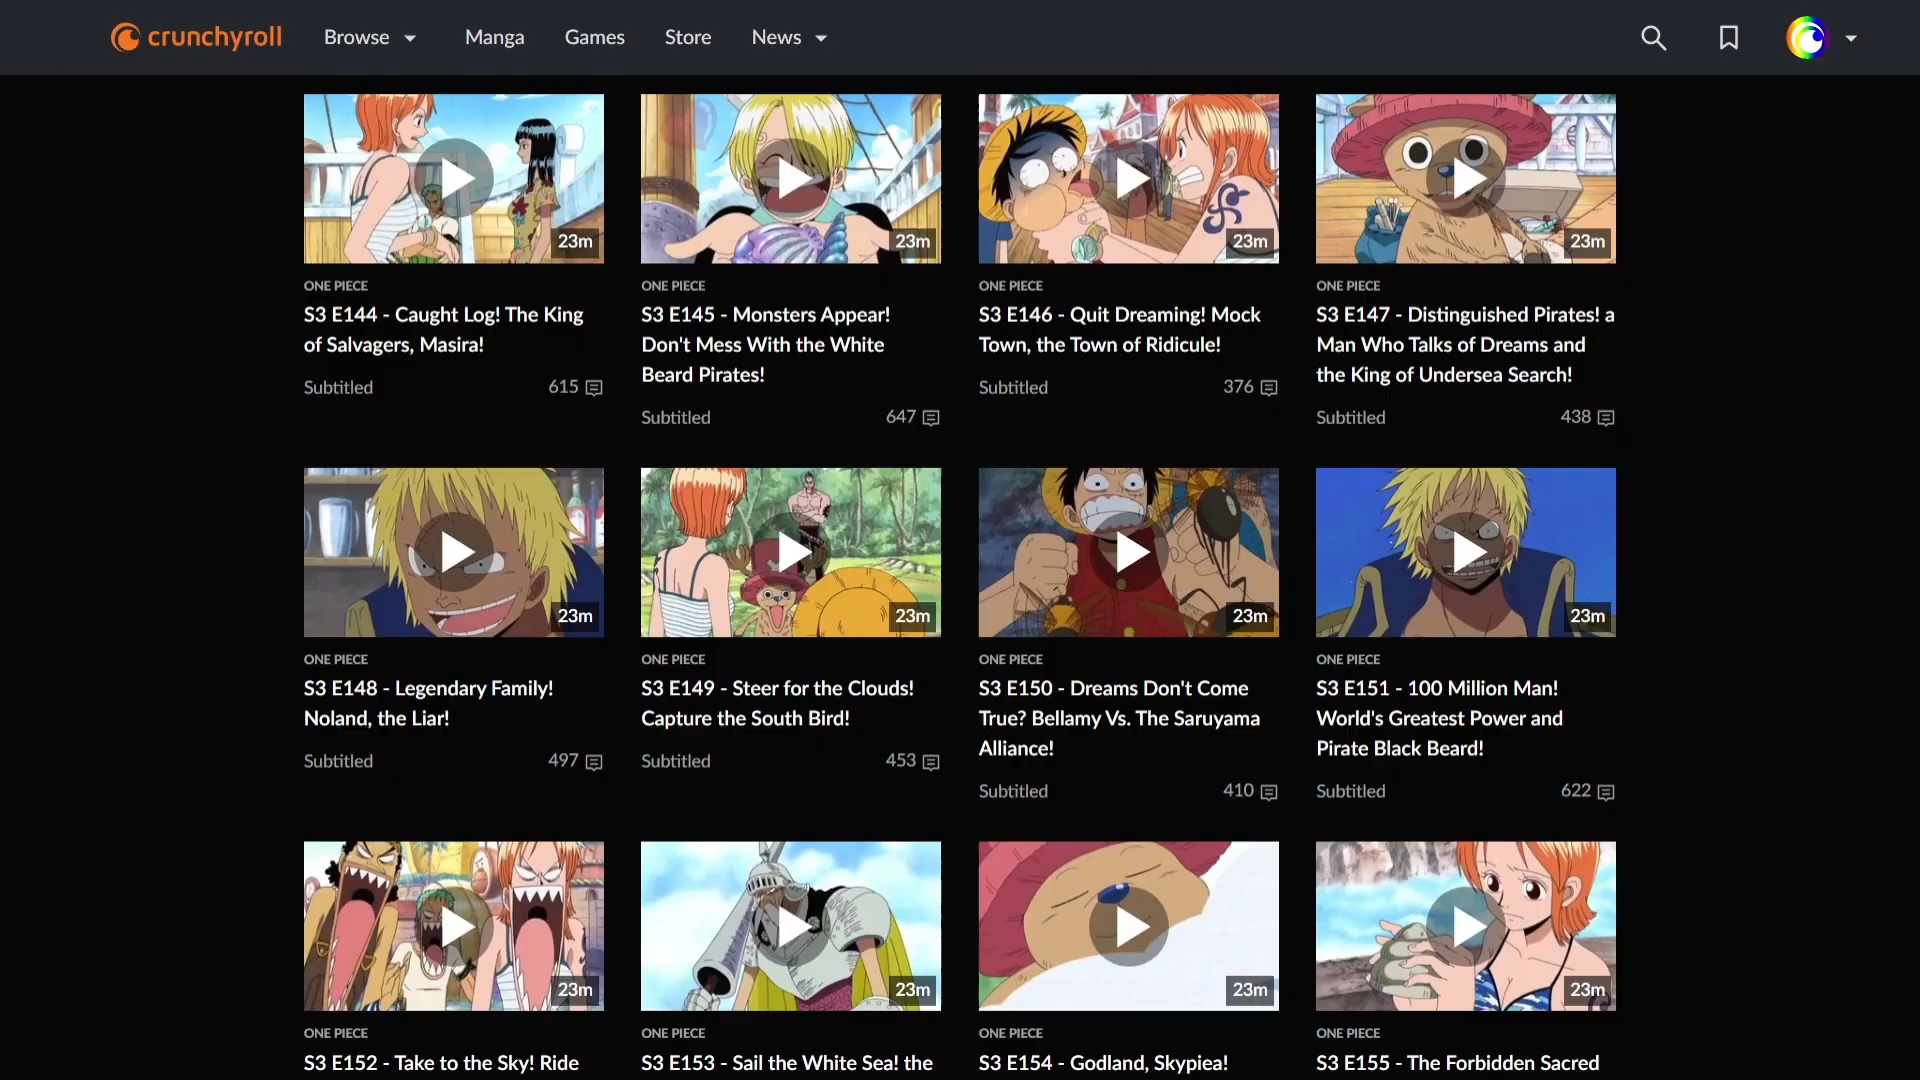 crunchyroll Browse Manga Games Store News
23m 23m 23m 23m
ONE PIECE
S3 E144 - Caught Log! The King
of Salvagers, Masira!
Subtitled 615
ONE PIECE
S3 E145 - Monsters Appear!
Don't Mess With the White
Beard Pirates!
Subtitled 647
ONE PIECE
S3 E146 - Quit Dreaming! Mock
Town, the Town of Ridicule!
Subtitled 376
ONE PIECE
S3 E147 - Distinguished Pirates! a
Man Who Talks of Dreams and
the King of Undersea Search!
Subtitled 438
23m 23m 23m 23m
ONE PIECE
S3 E148 - Legendary Family!
Noland, the Liar!
Subtitled 497
ONE PIECE
S3 E149 - Steer for the Clouds!
Capture the South Bird!
Subtitled 453
ONE PIECE
S3 E150 - Dreams Don't Come
True? Bellamy Vs. The Saruyama
Alliance!
Subtitled 410
ONE PIECE
S3 E151 - 100 Million Man!
World's Greatest Power and
Pirate Black Beard!
Subtitled 622
23m 23m 23m 23m
ONE PIECE
S3 E152 - Take to the Sky! Ride
ONE PIECE
S3 E153 - Sail the White Sea! the
ONE PIECE
S3 E154 - Godland, Skypiea!
ONE PIECE
S3 E155 - The Forbidden Sacred